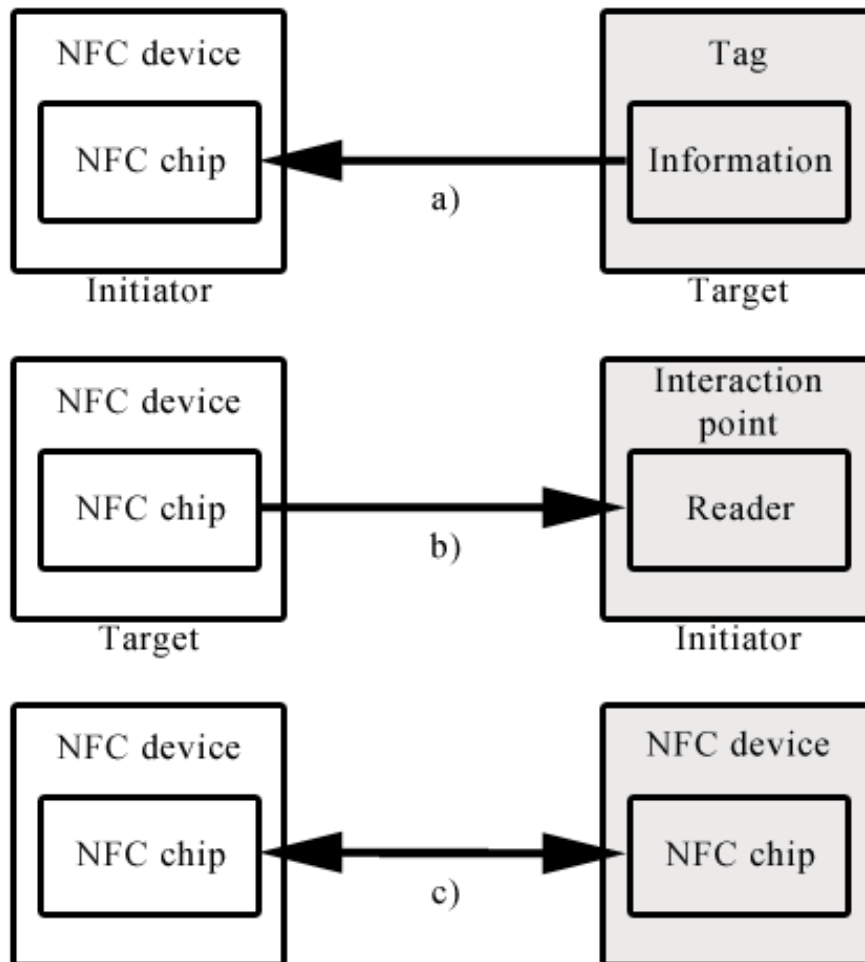 NFC device
Tag
NFC chip
Information
a)
Initiator
Target
NFC device
Interaction
point
NFC chip
Reader
b)
Target
Initiator
NFC device
NFC device
NFC chip
NFC chip
c)